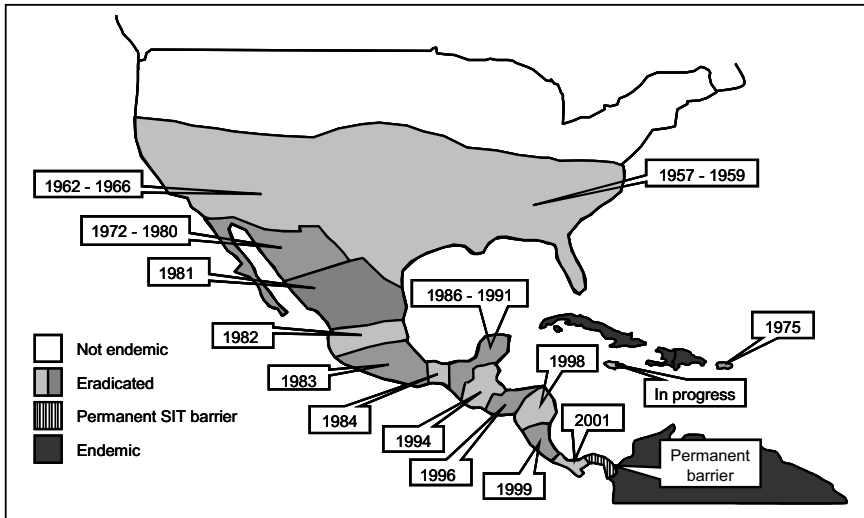 1962 - 1966
1957 - 1959
1972 - 1980
1981
1986 - 1991
1982
1975
1983
1998
In progress
1984
1994
2001
1996
1999
Permanent
barrier
Not endemic
Eradicated
Permanent SIT barrier
Endemic